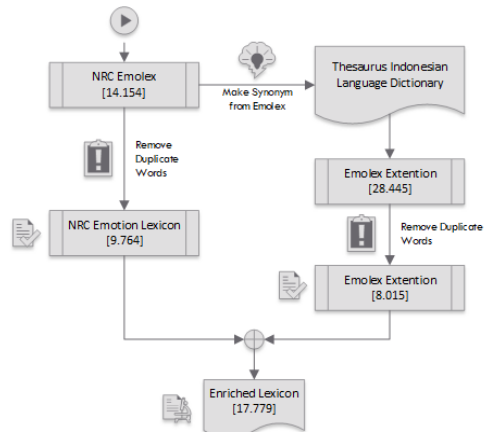 NRC Emolex
[14.154]
Make Synonym
from Emolex
Thesaurus Indonesian
Language Dictionary
Remove
Duplicate
Words
Emolex Extention
[28.445]
NRC Emotion Lexicon
[9.764]
Remove Duplicate
Words
Emolex Extention
[8.015]
Enriched Lexicon
[17.779]